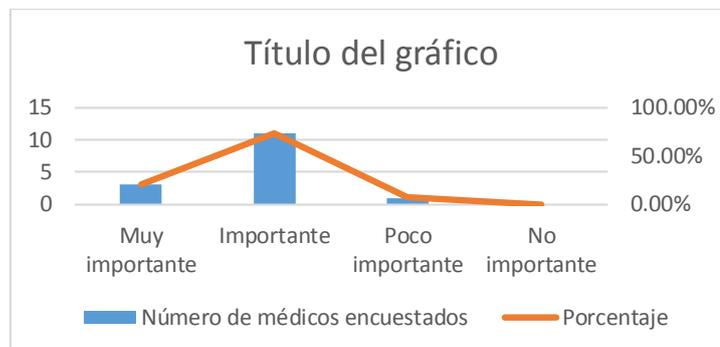 Título del gráfico
15
10
5
0
100.00%
50.00%
0.00%
Muy
importante
Importante
Poco
importante
No
importante
Número de médicos encuestados
Porcentaje